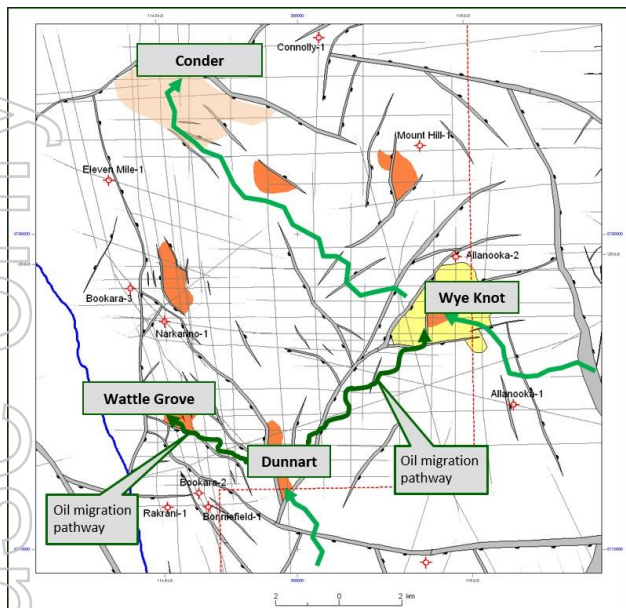 Conder
Connolly-1
Mount Hill-1
Eleven Mile-1
Allanooka-2
Wye Knot
Bookara-3
Narkanno-1
Wattle Grove
Allanooka-1
Dunnart
Oil migration
pathway
Oil migration
pathway
Bookara-2
Rakrani-1
Bonniefield-1
2
0
2 km